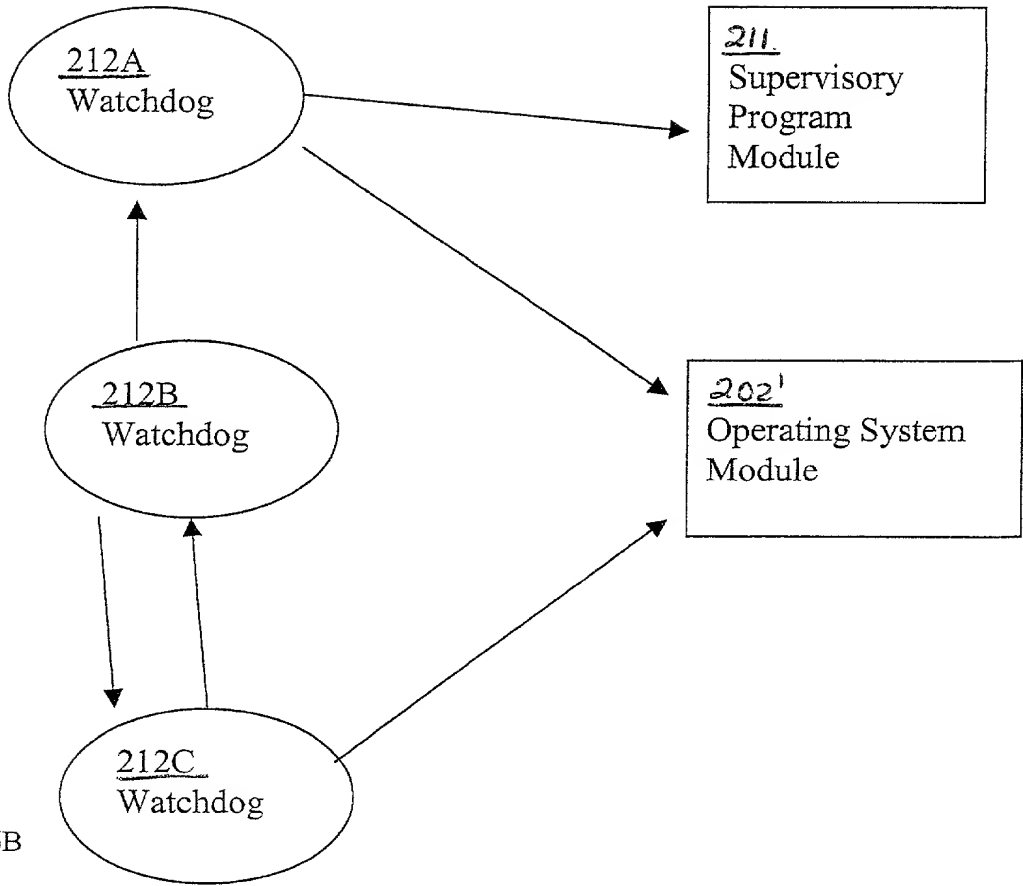 212A
Watchdog
211.
Supervisory
Program
Module
212B
Watchdog
202'
Operating System
Module
212C
Watchdog